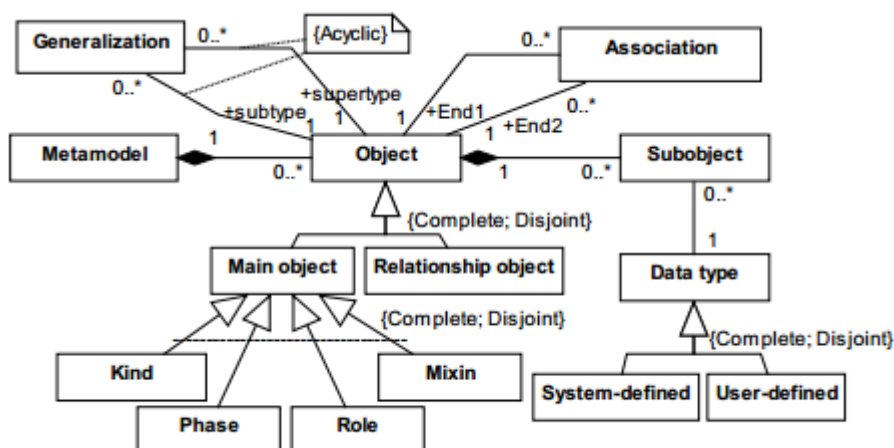 Generalization
0..*
{Acyclic}
0..*
Association
0..*
+supertype
0..*
+subtype
1
1
1
+End1
1
+End2
Metamodel
1
0..*
Object
1
0..*
Subobject
0..*
{Complete; Disjoint}
1
Main object
Relationship object
Data type
{Complete; Disjoint}
{Complete; Disjoint}
Kind
Mixin
System-defined
User-defined
Phase
Role